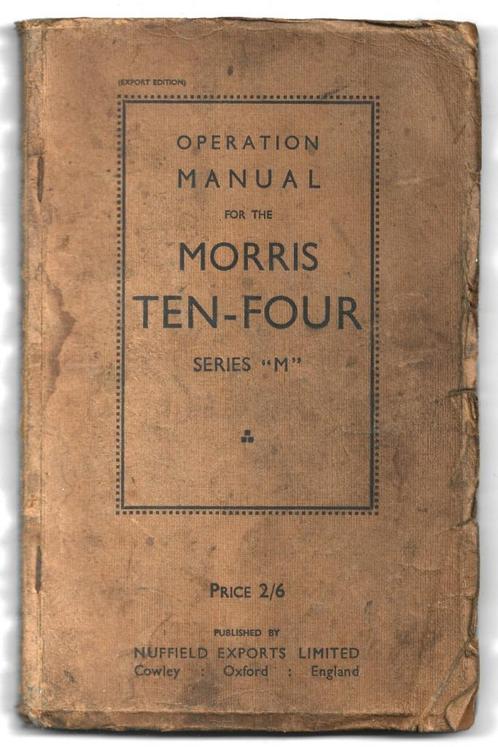 (EXPORT EDITION)
OPERATION
MANUAL
FOR THE
MORRIS
TEN-FOUR
SERIES "M"
PRICE 2/6
PUBLISHED BY
NUFFIELD EXPORTS LIMITED
Cowley : Oxford : England